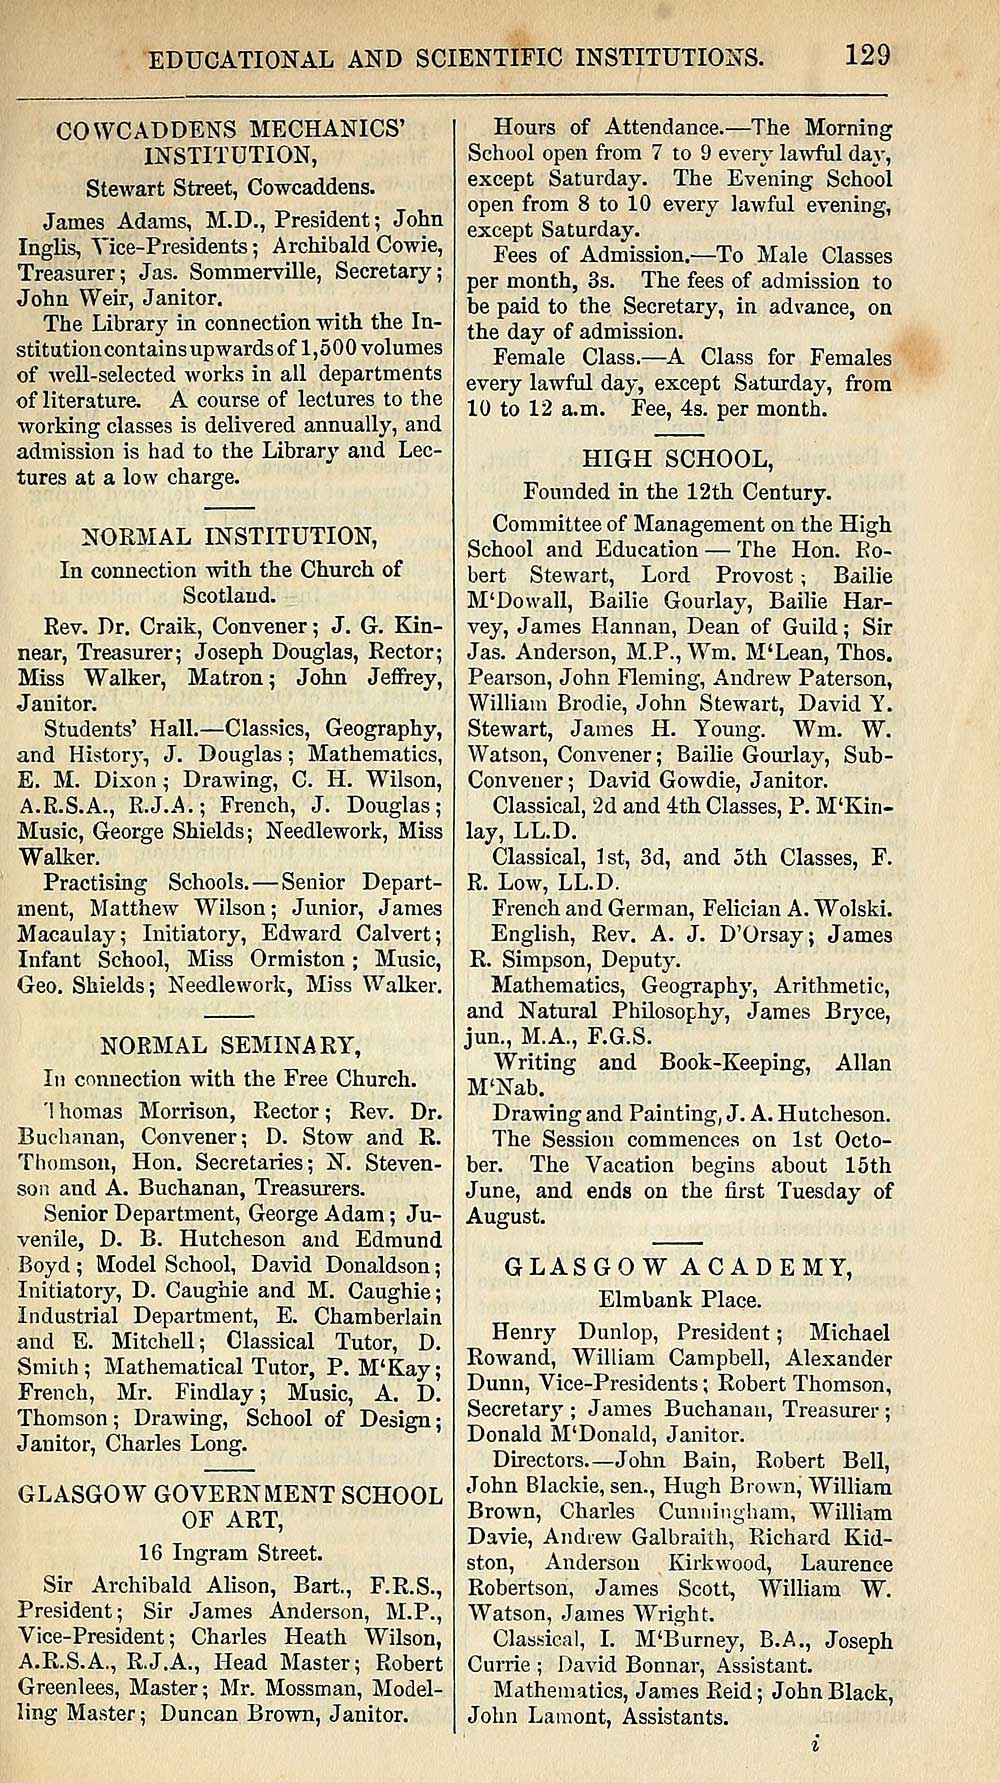 EDUCATIONAL AND SCIENTIFIC INSTITUTIONS. 129
COWCADDENS MECHANICS'
INSTITUTION,
Stewart Street, Cowcaddens.
James Adams, M.D., President; John
Inglis, Vice-Presidents; Archibald Cowie,
Treasurer; Jas. Sommerville, Secretary;
John Weir, Janitor.
The Library in connection with the In-
stitution contains upwards of 1,500 volumes
of well-selected works in all departments
of literature. A course of lectures to the
working classes is delivered annually, and
admission is had to the Library and Lec-
tures at a low charge.
NORMAL INSTITUTION,
In connection with the Church of
Scotland.
Rev. Dr. Craik, Convener; J. G. Kin-
near, Treasurer; Joseph Douglas, Rector;
Miss Walker, Matron; John Jeffrey,
Janitor.
Students' Hall.—Classics, Geography,
and History, J. Douglas; Mathematics,
E. M. Dixon; Drawing, C. H. Wilson,
A.R.S.A., R.J.A.; French, J. Douglas;
Music, George Shields; Needlework, Miss
Walker.
Practising Schools.—Senior Depart-
ment, Matthew Wilson; Junior, James
Macaulay; Initiatory, Edward Calvert;
Infant School, Miss Ormiston; Music,
Geo. Shields; Needlework, Miss Walker.
NORMAL SEMINARY,
In connection with the Free Church.
Thomas Morrison, Rector; Rev. Dr.
Buchanan, Convener; D. Stow and R.
Thomson, Hon. Secretaries; N. Steven-
son and A. Buchanan, Treasurers.
Senior Department, George Adam; Ju-
venile, D. B. Hutcheson and Edmund
Boyd; Model School, David Donaldson;
Initiatory, D. Caughie and M. Caughie;
Industrial Department, E. Chamberlain
and E. Mitchell; Classical Tutor, D.
Smith; Mathematical Tutor, P. M'Kay;
French, Mr. Findlay; Music, A. D.
Thomson; Drawing, School of Design;
Janitor, Charles Long.
GLASGOW GOVERNMENT SCHOOL
OF ART,
16 Ingram Street.
Sir Archibald Alison, Bart., F.R.S.,
President; Sir James Anderson, M.P.,
Vice-President; Charles Heath Wilson,
A.R.S.A., R.J.A., Head Master; Robert
Greenlees, Master; Mr. Mossman, Model-
ling Master; Duncan Brown, Janitor.
Hours of Attendance.—The Morning
School open from 7 to 9 every lawful day,
except Saturday. The Evening School
open from 8 to 10 every lawful evening,
except Saturday.
Fees of Admission.—To Male Classes
per month, 3s. The fees of admission to
be paid to the Secretary, in advance, on
the day of admission.
Female Class.—A Class for Females
every lawful day, except Saturday, from
10 to 12 a.m. Fee, 4s. per month.
HIGH SCHOOL,
Founded in the 12th Century.
Committee of Management on the High
School and Education — The Hon. Ro-
bert Stewart, Lord Provost; Bailie
M'Dowall, Bailie Gourlay, Bailie Har-
vey, James Hannan, Dean of Guild; Sir
Jas. Anderson, M.P., Wm. M'Lean, Thos.
Pearson, John Fleming, Andrew Paterson,
William Brodie, John Stewart, David Y.
Stewart, James H. Young. Wm. W.
Watson, Convener; Bailie Gourlay, Sub-
Convener; David Gowdie, Janitor.
Classical, 2d and 4th Classes, P. M'Kin-
lay, LL.D.
Classical, 1st, 3d, and 5th Classes, F.
R. Low, LL.D.
French and German, Felician A. Wolski.
English, Rev. A. J. D'Orsay; James
R. Simpson, Deputy.
Mathematics, Geography, Arithmetic,
and Natural Philosophy, James Bryce,
jun., M.A., F.G.S.
Writing and Book-Keeping, Allan
M'Nab.
Drawing and Painting, J. A. Hutcheson.
The Session commences on 1st Octo-
ber. The Vacation begins about 15th
June, and ends on the first Tuesday of
August.
GLASGOW ACADEMY,
Elmbank Place.
Henry Dunlop, President; Michael
Rowand, William Campbell, Alexander
Dunn, Vice-Presidents; Robert Thomson,
Secretary; James Buchanan, Treasurer;
Donald M'Donald, Janitor.
Directors.—John Bain, Robert Bell,
John Blackie, sen., Hugh Brown, William
Brown, Charles Cunningham, William
Davie, Andrew Galbraith, Richard Kid-
ston, Anderson Kirkwood, Laurence
Robertson, James Scott, William W.
Watson, James Wright.
Classical, I. M'Burney, B.A., Joseph
Currie; David Bonnar, Assistant.
Mathematics, James Reid; John Black,
John Lamont, Assistants.
i